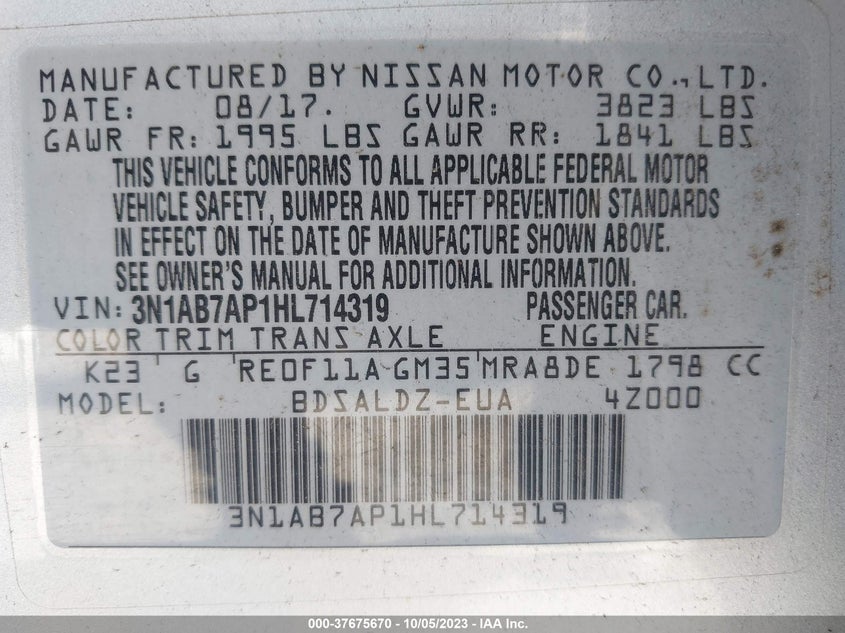 MANUFACTURED BY NISSAN MOTOR CO., LTD.
DATE: 08/17. GVWR: 3823 LBS
GAWR FR: 1995 LBS GAWR RR: 1841 LBS
THIS VEHICLE CONFORMS TO ALL APPLICABLE FEDERAL MOTOR
VEHICLE SAFETY, BUMPER AND THEFT PREVENTION STANDARDS
IN EFFECT ON THE DATE OF MANUFACTURE SHOWN ABOVE.
SEE OWNER'S MANUAL FOR ADDITIONAL INFORMATION.
VIN: 3N1AB7AP1HL714319 PASSENGER CAR.
COLOR TRIM TRANS AXLE ENGINE
K23 G RE0F11A GM35 MRA8DE 1798 CC
MODEL: BDSALDZ-EUA 4Z000
3N1AB7AP1HL714319
000-37675670 - 10/05/2023 - IAA Inc.